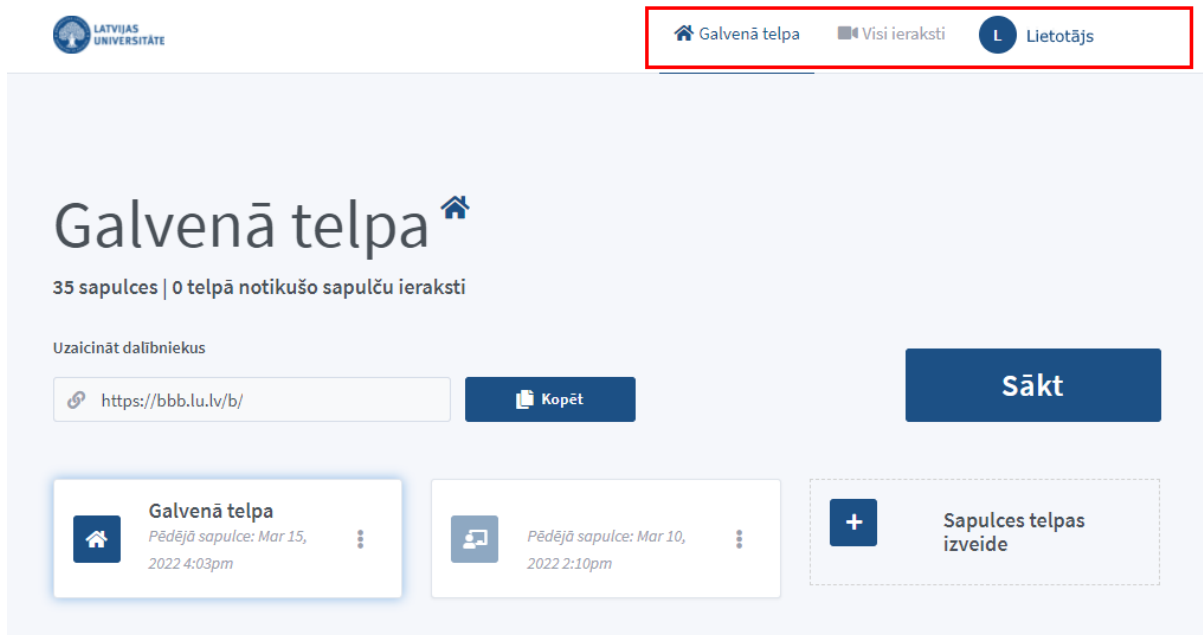 LATVIJAS
UNIVERSITĀTE
Galvenā telpa
Visi ieraksti
L
Lietotājs
Galvenā telpa
35 sapulces | 0 telpā notikušo sapulču ieraksti
Uzaicināt dalībniekus
https://bbb.lu.lv/b/
Kopēt
Sākt
Galvenā telpa
Pēdējā sapulce: Mar 15,
2022 4:03pm
Pēdējā sapulce: Mar 10,
2022 2:10pm
Sapulces telpas
izveide